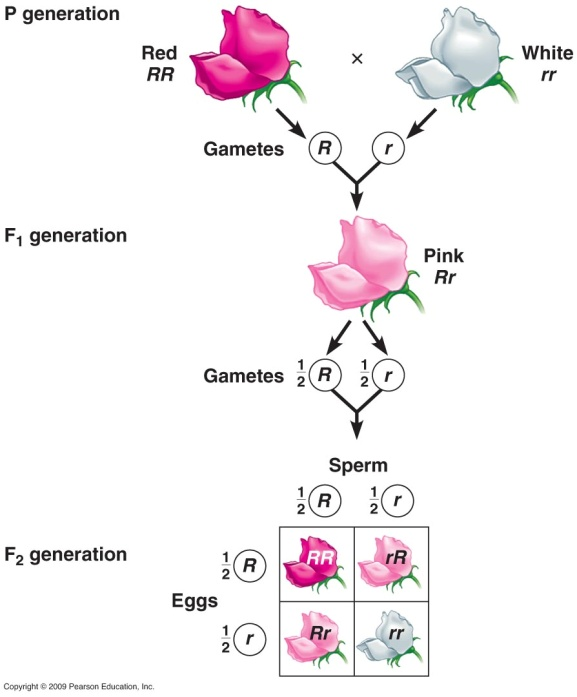 P generation
Red
RR
×
White
rr
Gametes
R
r
F₁ generation
Pink
Rr
Gametes
1/2 R
1/2 r
Sperm
1/2 R
1/2 r
F₂ generation
Eggs
1/2 R
RR
rR
1/2 r
Rr
rr
Copyright © 2009 Pearson Education, Inc.